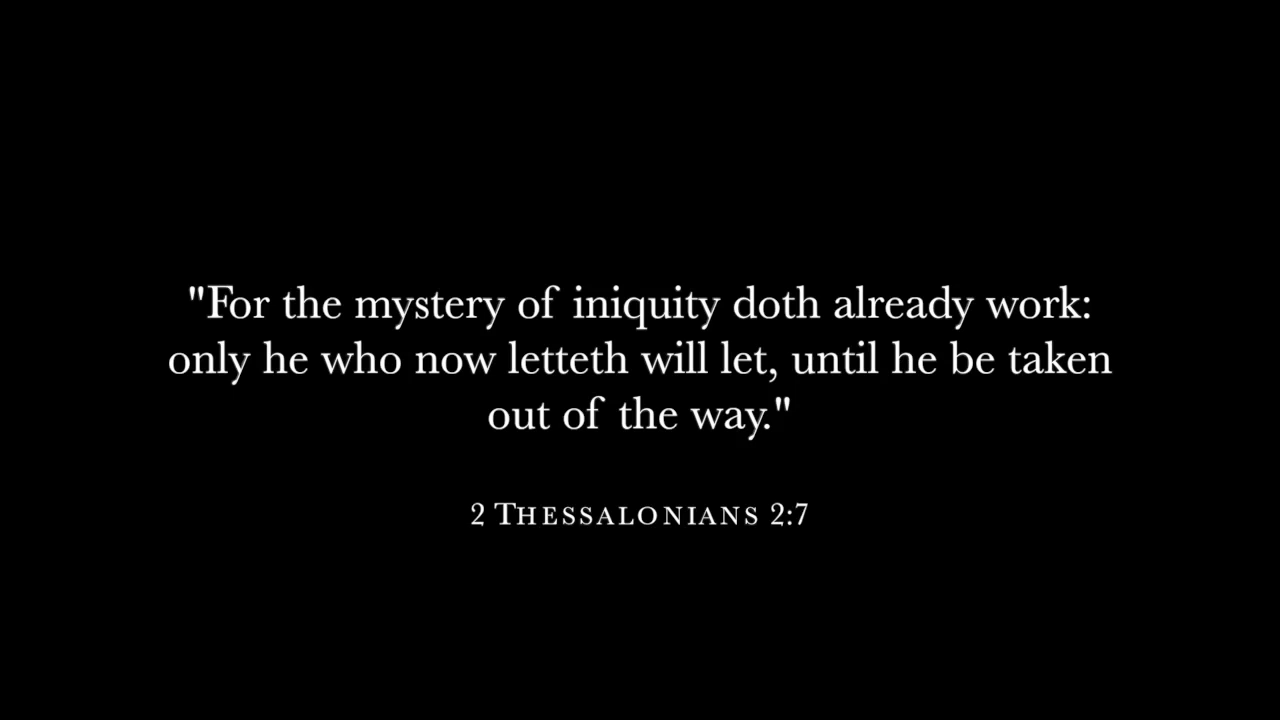 "For the mystery of iniquity doth already work:
only he who now letteth will let, until he be taken
out of the way."
2 THESSALONIANS 2:7